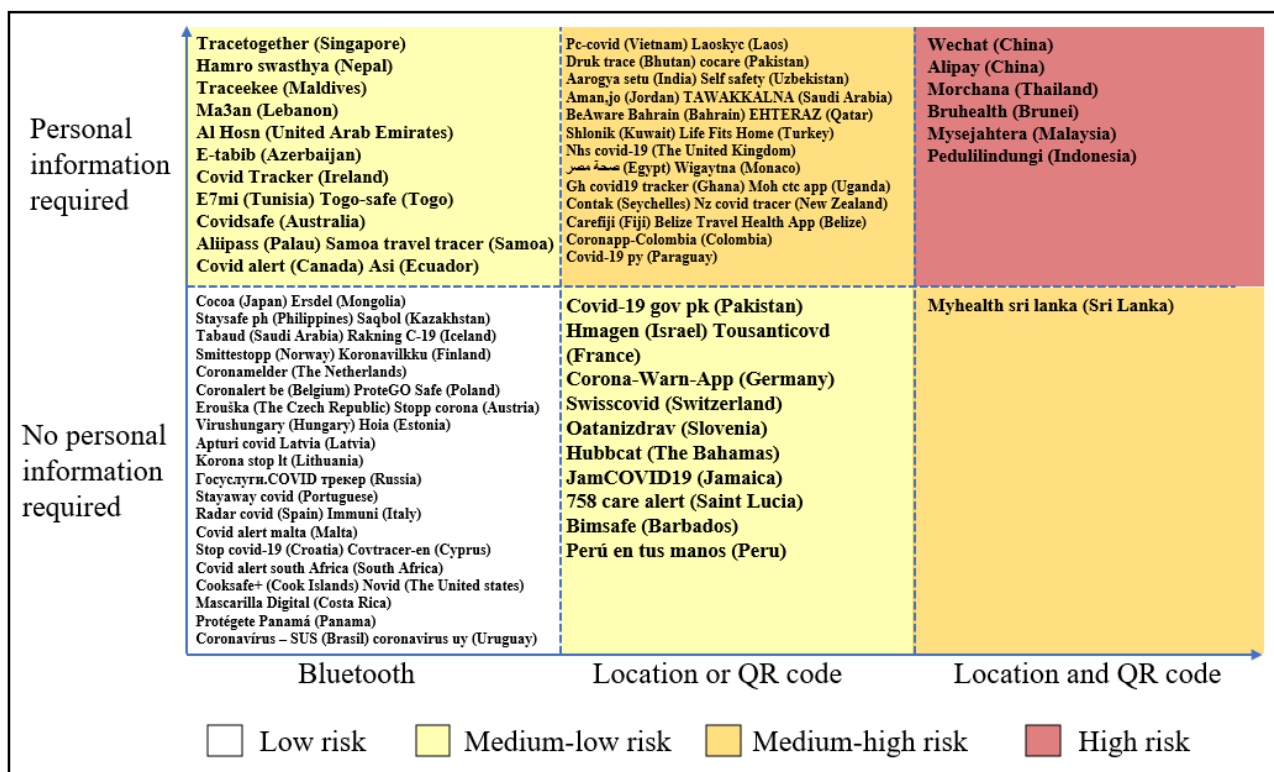 Personal
information
required
Tracetogether (Singapore)
Hamro swasthya (Nepal)
Traceekee (Maldives)
Ma3an (Lebanon)
Al Hosn (United Arab Emirates)
E-tabib (Azerbaijan)
Covid Tracker (Ireland)
E7mi (Tunisia) Togo-safe (Togo)
Covidsafe (Australia)
Aliipass (Palau) Samoa travel tracer (Samoa)
Covid alert (Canada) Asi (Ecuador)
Pc-covid (Vietnam) Laoskyc (Laos)
Druk trace (Bhutan) cocare (Pakistan)
Aarogya setu (India) Self safety (Uzbekistan)
Aman,jo (Jordan) TAWAKKALNA (Saudi Arabia)
BeAware Bahrain (Bahrain) EHTERAZ (Qatar)
Shlonik (Kuwait) Life Fits Home (Turkey)
Nhs covid-19 (The United Kingdom)
صحة مصر (Egypt) Wigaytna (Monaco)
Gh covid19 tracker (Ghana) Moh ctc app (Uganda)
Contak (Seychelles) Nz covid tracer (New Zealand)
Carefiji (Fiji) Belize Travel Health App (Belize)
Coronapp-Colombia (Colombia)
Covid-19 py (Paraguay)
Wechat (China)
Alipay (China)
Morchana (Thailand)
Bruhealth (Brunei)
Mysejahtera (Malaysia)
Pedulilindungi (Indonesia)
No personal
information
required
Cocoa (Japan) Ersdel (Mongolia)
Staysafe ph (Philippines) Saqbol (Kazakhstan)
Tabaud (Saudi Arabia) Rakning C-19 (Iceland)
Smittestopp (Norway) Koronavilkku (Finland)
Coronamelder (The Netherlands)
Coronalert be (Belgium) ProteGO Safe (Poland)
Erouška (The Czech Republic) Stopp corona (Austria)
Virushungary (Hungary) Hoia (Estonia)
Apturi covid Latvia (Latvia)
Korona stop lt (Lithuania)
Госуслуги.COVID трекер (Russia)
Stayaway covid (Portuguese)
Radar covid (Spain) Immuni (Italy)
Covid alert malta (Malta)
Stop covid-19 (Croatia) Covtracer-en (Cyprus)
Covid alert south Africa (South Africa)
Cooksafe+ (Cook Islands) Novid (The United states)
Mascarilla Digital (Costa Rica)
Protégete Panamá (Panama)
Coronavírus – SUS (Brasil) coronavirus uy (Uruguay)
Covid-19 gov pk (Pakistan)
Hmagen (Israel) Tousanticovd
(France)
Corona-Warn-App (Germany)
Swisscovid (Switzerland)
Oatanizdrav (Slovenia)
Hubbcat (The Bahamas)
JamCOVID19 (Jamaica)
758 care alert (Saint Lucia)
Bimsafe (Barbados)
Perú en tus manos (Peru)
Myhealth sri lanka (Sri Lanka)
Bluetooth
Location or QR code
Location and QR code
Low risk
Medium-low risk
Medium-high risk
High risk